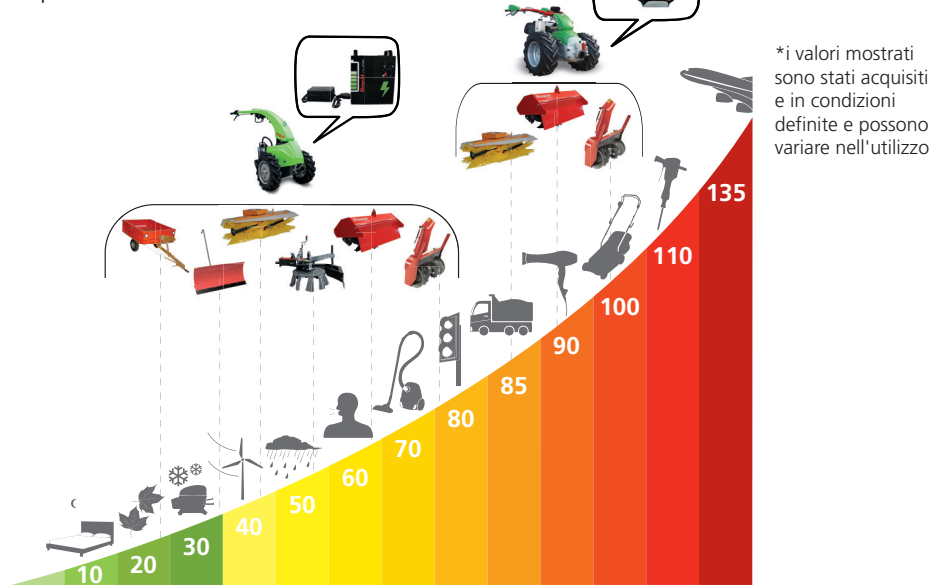 *i valori mostrati
sono stati acquisiti
e in condizioni
definite e possono
variare nell'utilizzo
135
110
100
90
85
80
70
60
50
40
30
20
10